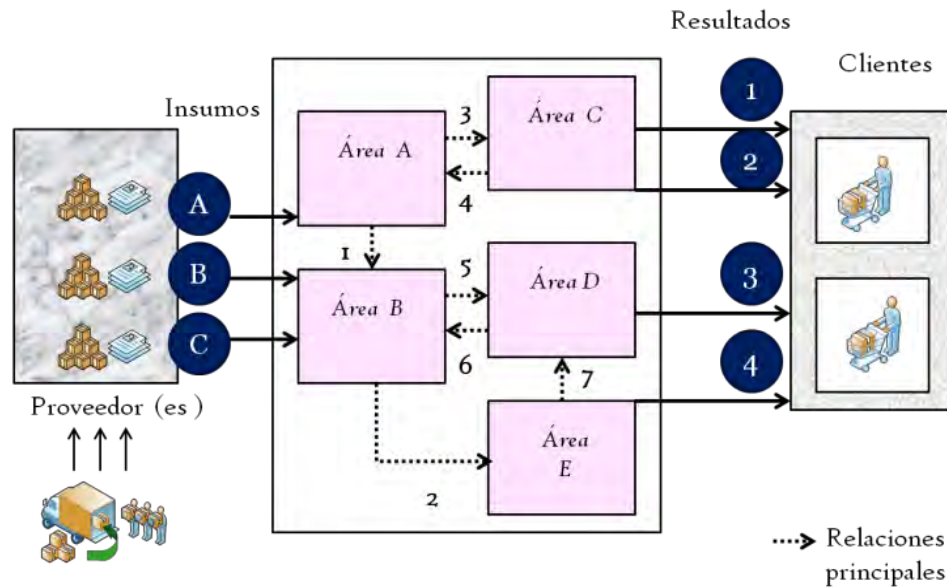 Resultados
Clientes
Insumos
1
2
3
4
A
B
C
Área A
Área C
3
4
1
Área B
Área D
5
6
7
Área
E
2
Proveedor (es )
Relaciones
principales